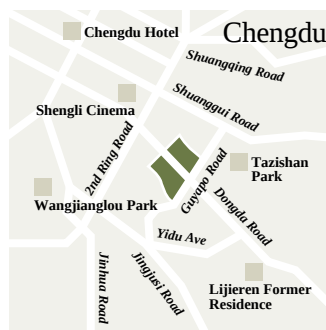 Chengdu
Chengdu Hotel
Shuangqing Road
Shuanggui Road
Shengli Cinema
2nd Ring Road
Tazishan
Park
Guyapo Road
Wangjianglou Park
Dongda Road
Yidu Ave
Jinhua Road
Jingjusi Road
Lijieren Former
Residence